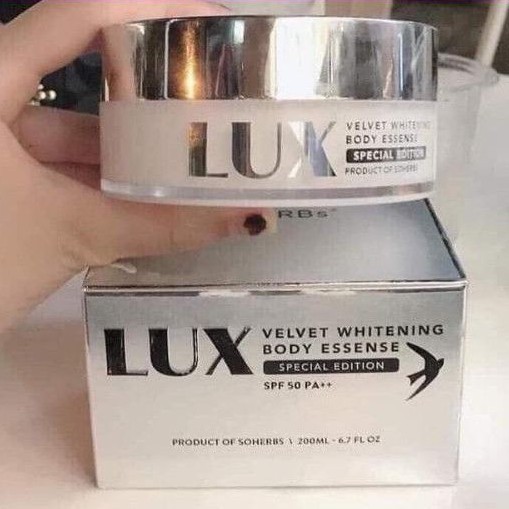 LUX
VELVET WHITENING
BODY ESSENSE
SPECIAL EDITION
PRODUCT OF SOHERBS
RBs
LUX
VELVET WHITENING
BODY ESSENSE
SPECIAL EDITION
SPF 50 PA++
PRODUCT OF SOHERBS \ 200ML - 6.7 FL OZ